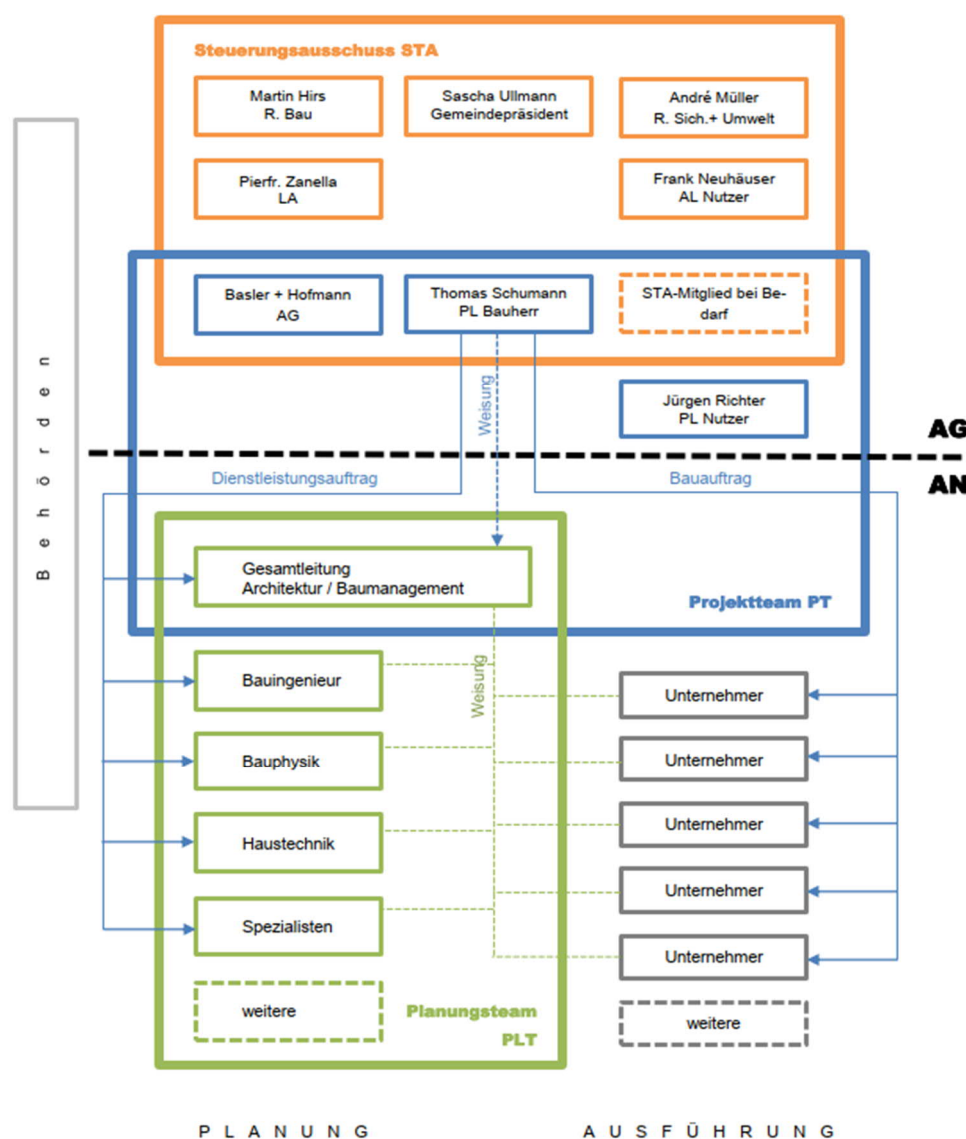 Steuerungsausschuss STA
Martin Hirs
R. Bau
Sascha Ullmann
Gemeindepräsident
André Müller
R. Sich.+ Umwelt
Pierfr. Zanella
LA
Frank Neuhäuser
AL Nutzer
Basler + Hofmann
AG
Thomas Schumann
PL Bauherr
STA-Mitglied bei Be-
darf
Behörden
Weisung
Jürgen Richter
PL Nutzer
AG
AN
Dienstleistungsauftrag
Bauauftrag
Gesamtleitung
Architektur / Baumanagement
Projektteam PT
Weisung
Bauingenieur
Unternehmer
Bauphysik
Unternehmer
Haustechnik
Unternehmer
Unternehmer
Spezialisten
Unternehmer
weitere
Planungsteam
PLT
weitere
PLANUNG
AUSFÜHRUNG